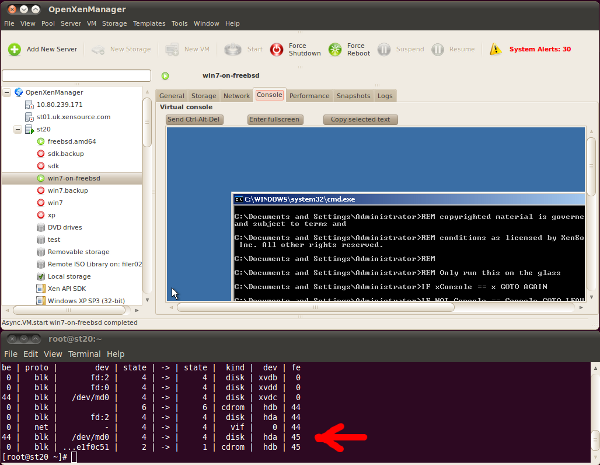 OpenXenManager
File View Pool Server VM Storage Templates Tools Window Help
Add New Server New Storage New VM Start Force Shutdown Force Reboot Suspend Resume System Alerts: 30
win7-on-freebsd
OpenXenManager
10.80.239.171
st01.uk.xensource.com
st20
freebsd.amd64
sdk.backup
sdk
win7-on-freebsd
win7.backup
win7
xp
DVD drives
test
Removable storage
Remote ISO Library on: filer02
Local storage
Xen API SDK
Windows XP SP3 (32-bit)
General Storage Network Console Performance Snapshots Logs
Virtual console
Send Ctrl-Alt-Del Enter fullscreen Copy selected text
C:\WINDOWS\system32\cmd.exe
C:\Documents and Settings\Administrator>REM copyrighted material is governe
and subject to terms and
C:\Documents and Settings\Administrator>REM conditions as licensed by XenSo
Inc. All other rights reserved.
C:\Documents and Settings\Administrator>REM
C:\Documents and Settings\Administrator>REM Only run this on the glass
C:\Documents and Settings\Administrator>IF xConsole == x GOTO AGAIN
C:\Documents and Settings\Administrator>IF NOT Console == Console GOTO
Async.VM.start win7-on-freebsd completed
root@st20:~
File Edit View Terminal Help
be | proto | dev | state | -> | state | kind | dev | fe
0 | blk | fd:2 | 4 | -> | 4 | disk | xvdb | 0
0 | blk | fd:0 | 4 | -> | 4 | disk | xvdd | 0
44 | blk | /dev/md0 | 4 | -> | 4 | disk | xvdc | 0
0 | blk | | 6 | -> | 6 | cdrom | hdb | 44
0 | blk | fd:2 | 4 | -> | 4 | disk | hda | 44
0 | net | - | 4 | -> | 4 | vif | 0 | 44
44 | blk | /dev/md0 | 4 | -> | 4 | disk | hda | 45
0 | blk | ...e1f0c51 | 2 | -> | 1 | cdrom | hdb | 45
[root@st20 ~]#